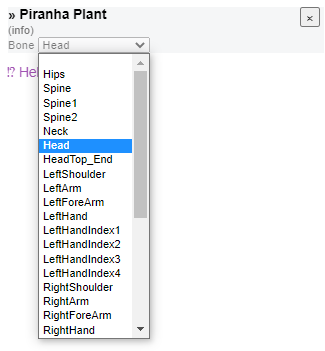 » Piranha Plant
×
(info)
Bone Head
!? Hel
Hips
Spine
Spine1
Spine2
Neck
Head
HeadTop_End
LeftShoulder
LeftArm
LeftForeArm
LeftHand
LeftHandIndex1
LeftHandIndex2
LeftHandIndex3
LeftHandIndex4
RightShoulder
RightArm
RightForeArm
RightHand